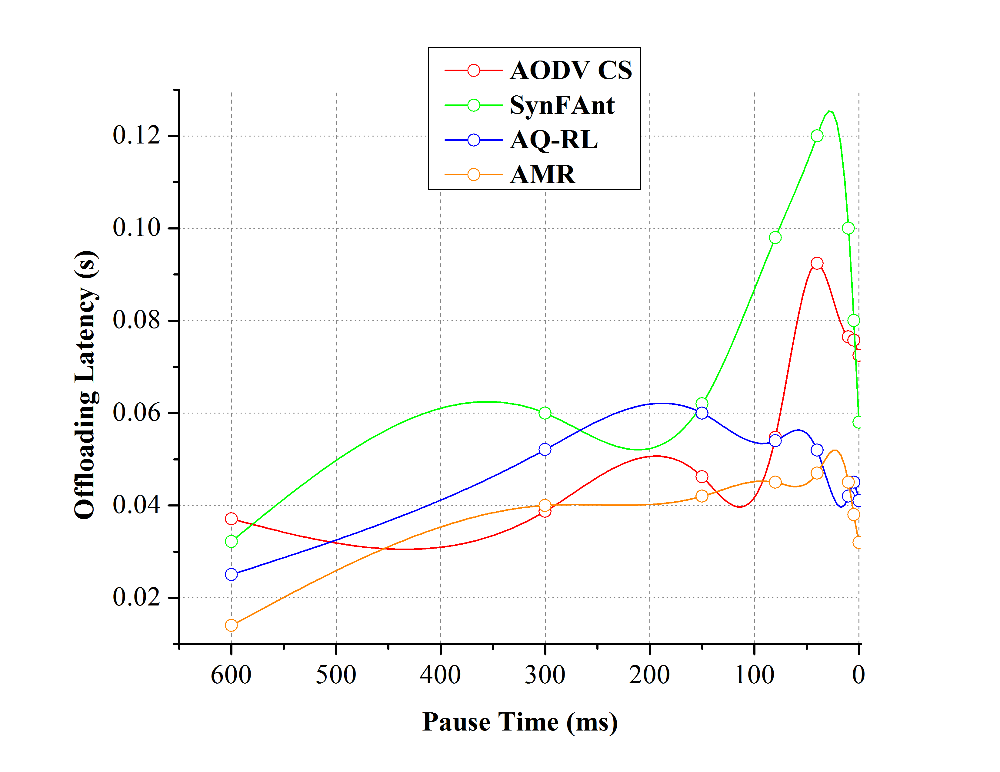 AODV CS
SynFAnt
AQ-RL
AMR
0.12
0.10
0.08
0.06
0.04
0.02
Offloading Latency (s)
600 500 400 300 200 100 0
Pause Time (ms)